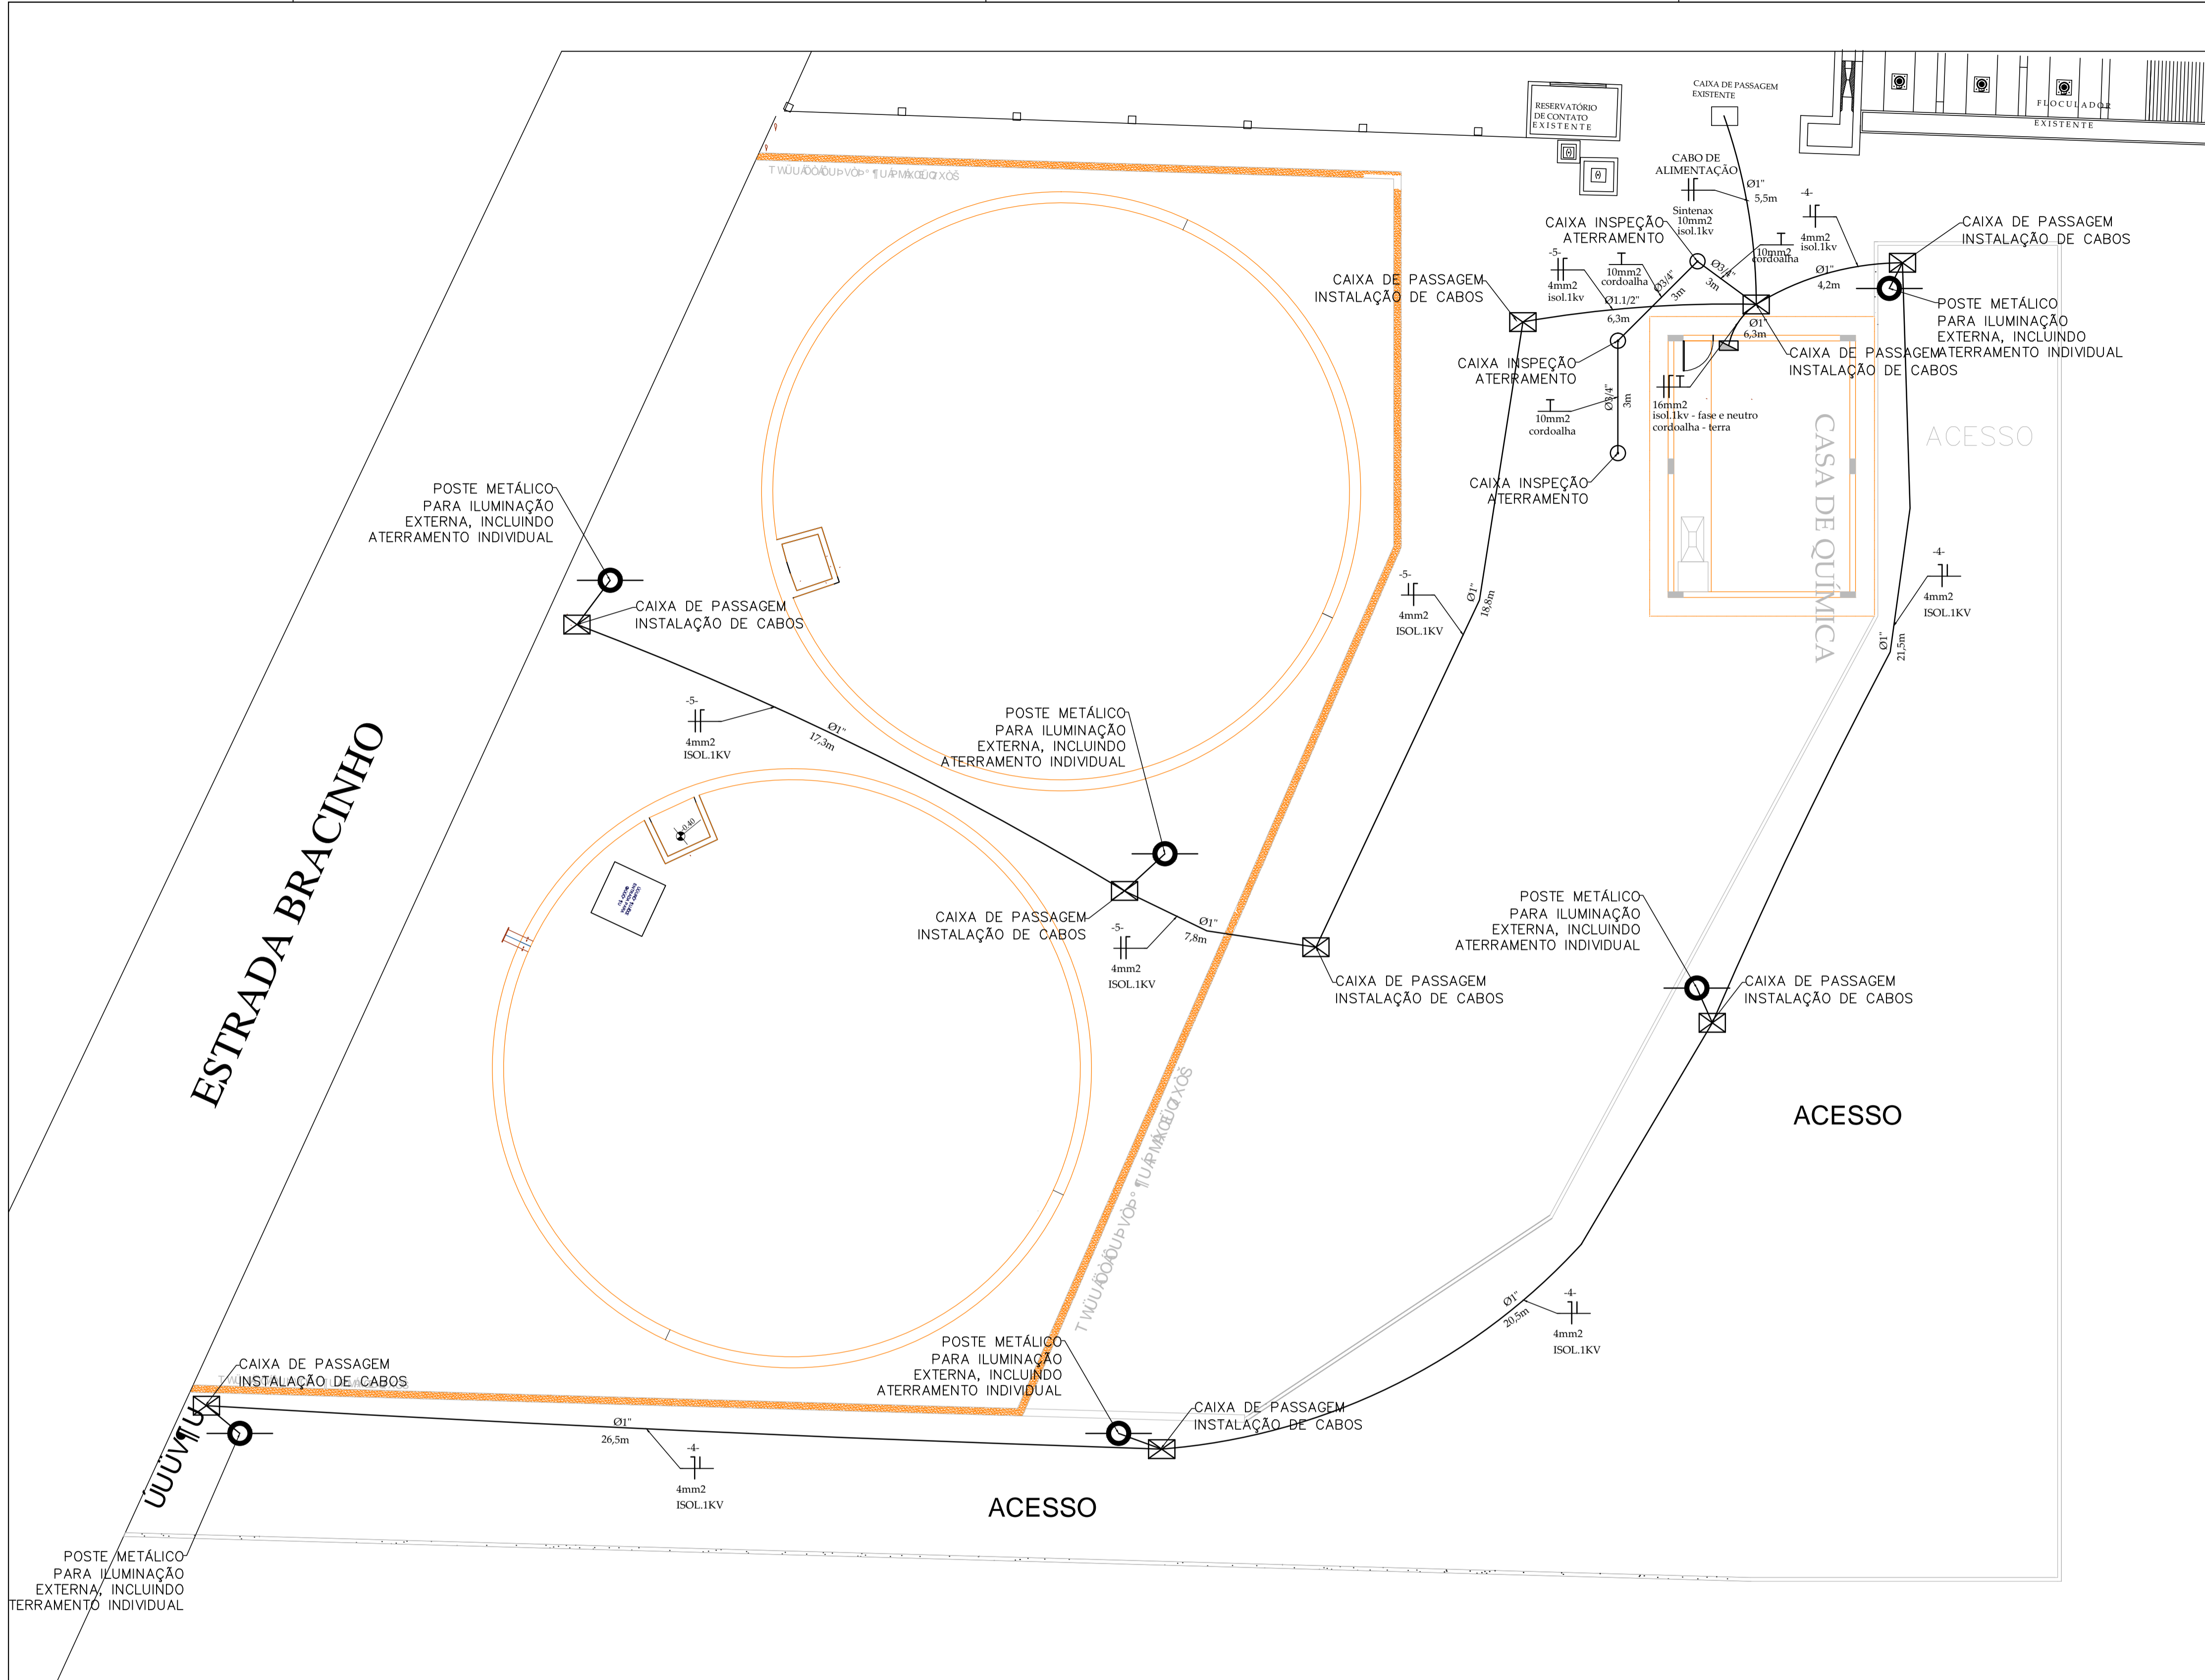 CAIXA DE PASSAGEM
EXISTENTE
RESERVATÓRIO
DE CONTATO
EXISTENTE
FLOCULADOR
EXISTENTE
CABO DE
ALIMENTAÇÃO
Sintenax
10mm2
isol.1kv
Ø1"
5,5m
-4-
4mm2
isol.1kv
CAIXA DE PASSAGEM
INSTALAÇÃO DE CABOS
CAIXA INSPEÇÃO
ATERRAMENTO
10mm2
cordoalha
Ø3/4"
3m
Ø1"
4,2m
-5-
4mm2
isol.1kv
10mm2
cordoalha
Ø3/4"
3m
CAIXA DE PASSAGEM
INSTALAÇÃO DE CABOS
Ø1.1/2"
6,3m
POSTE METÁLICO
PARA ILUMINAÇÃO
EXTERNA, INCLUINDO
ATERRAMENTO INDIVIDUAL
Ø1"
6,3m
CAIXA DE PASSAGEM
INSTALAÇÃO DE CABOS
CAIXA INSPEÇÃO
ATERRAMENTO
Ø3/4"
3m
10mm2
cordoalha
16mm2
isol.1kv - fase e neutro
cordoalha - terra
CASA DE QUÍMICA
ACESSO
CAIXA INSPEÇÃO
ATERRAMENTO
POSTE METÁLICO
PARA ILUMINAÇÃO
EXTERNA, INCLUINDO
ATERRAMENTO INDIVIDUAL
CAIXA DE PASSAGEM
INSTALAÇÃO DE CABOS
-5-
4mm2
ISOL.1KV
Ø1"
18,8m
-4-
4mm2
ISOL.1KV
Ø1"
21,5m
-5-
4mm2
ISOL.1KV
Ø1"
17,3m
POSTE METÁLICO
PARA ILUMINAÇÃO
EXTERNA, INCLUINDO
ATERRAMENTO INDIVIDUAL
ESTRADA BRACINHO
-0.40
CAIXA DE PASSAGEM
INSTALAÇÃO DE CABOS
-5-
4mm2
ISOL.1KV
Ø1"
7,8m
CAIXA DE PASSAGEM
INSTALAÇÃO DE CABOS
POSTE METÁLICO
PARA ILUMINAÇÃO
EXTERNA, INCLUINDO
ATERRAMENTO INDIVIDUAL
CAIXA DE PASSAGEM
INSTALAÇÃO DE CABOS
ACESSO
Ø1"
20,5m
-4-
4mm2
ISOL.1KV
POSTE METÁLICO
PARA ILUMINAÇÃO
EXTERNA, INCLUINDO
ATERRAMENTO INDIVIDUAL
CAIXA DE PASSAGEM
INSTALAÇÃO DE CABOS
CAIXA DE PASSAGEM
INSTALAÇÃO DE CABOS
Ø1"
26,5m
-4-
4mm2
ISOL.1KV
ACESSO
POSTE METÁLICO
PARA ILUMINAÇÃO
EXTERNA, INCLUINDO
TERRAMENTO INDIVIDUAL